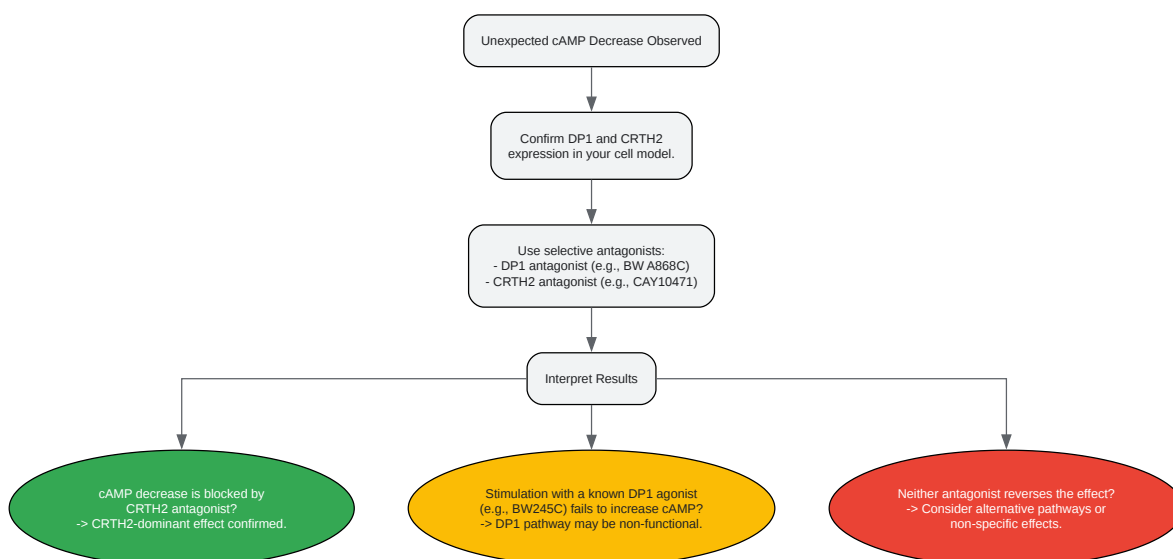 Unexpected cAMP Decrease Observed
Confirm DP1 and CRTH2
expression in your cell model.
Use selective antagonists:
- DP1 antagonist (e.g., BW A868C)
- CRTH2 antagonist (e.g., CAY10471)
Interpret Results
cAMP decrease is blocked by
CRTH2 antagonist?
-> CRTH2-dominant effect confirmed.
Stimulation with a known DP1 agonist
(e.g., BW245C) fails to increase cAMP?
-> DP1 pathway may be non-functional.
Neither antagonist reverses the effect?
-> Consider alternative pathways or
non-specific effects.